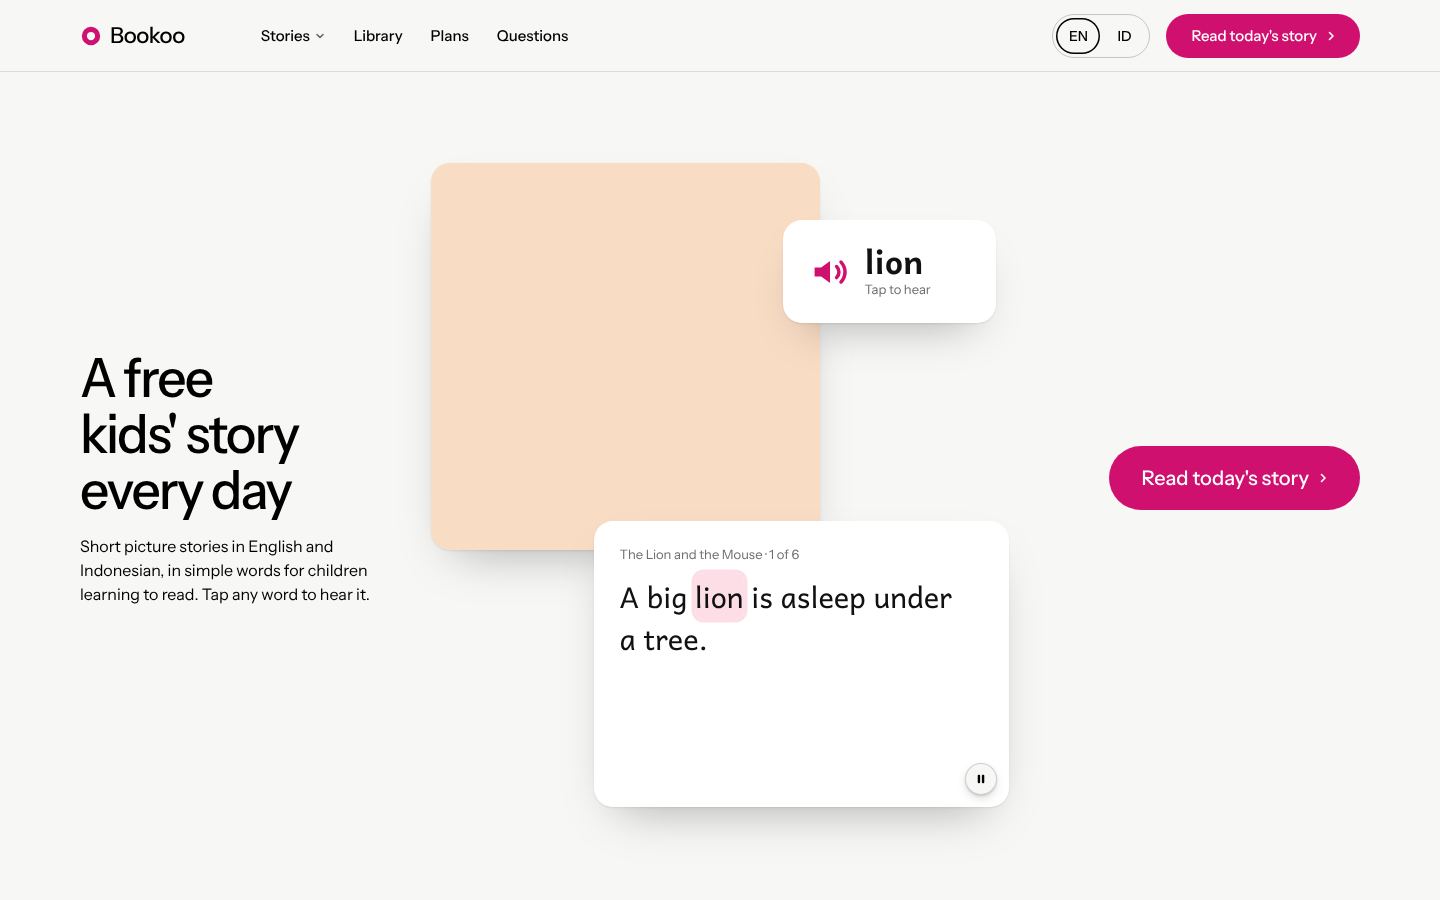 Bookoo
Stories
Library
Plans
Questions
EN
ID
Read today's story
lion
Tap to hear
A free
kids' story
every day
Short picture stories in English and
Indonesian, in simple words for children
learning to read. Tap any word to hear it.
Read today's story
The Lion and the Mouse · 1 of 6
A big lion is asleep under
a tree.